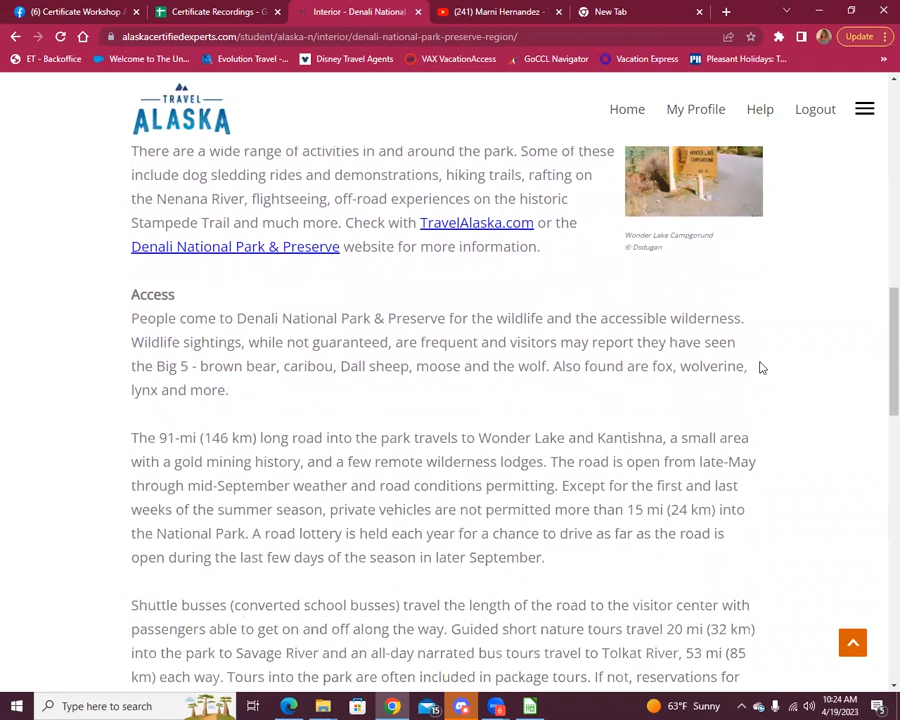 (6) Certificate Workshop
Certificate Recordings - G
Interior - Denali National
(241) Marni Hernandez -
New Tab
alaskacertifiedexperts.com/student/alaska-n/interior/denali-national-park-preserve-region/
Update
ET - Backoffice
Welcome to The Un...
Evolution Travel -...
Disney Travel Agents
VAX VacationAccess
GoCCL Navigator
Vacation Express
Pleasant Holidays: T...
TRAVEL
ALASKA
Home
My Profile
Help
Logout
There are a wide range of activities in and around the park. Some of these
include dog sledding rides and demonstrations, hiking trails, rafting on
the Nenana River, flightseeing, off-road experiences on the historic
Stampede Trail and much more. Check with TravelAlaska.com or the
Denali National Park & Preserve website for more information.
WONDER LAKE
CAMPGROUND
Wonder Lake Campgorund
© Dsdugan
Access
People come to Denali National Park & Preserve for the wildlife and the accessible wilderness.
Wildlife sightings, while not guaranteed, are frequent and visitors may report they have seen
the Big 5 - brown bear, caribou, Dall sheep, moose and the wolf. Also found are fox, wolverine,
lynx and more.
The 91-mi (146 km) long road into the park travels to Wonder Lake and Kantishna, a small area
with a gold mining history, and a few remote wilderness lodges. The road is open from late-May
through mid-September weather and road conditions permitting. Except for the first and last
weeks of the summer season, private vehicles are not permitted more than 15 mi (24 km) into
the National Park. A road lottery is held each year for a chance to drive as far as the road is
open during the last few days of the season in later September.
Shuttle busses (converted school busses) travel the length of the road to the visitor center with
passengers able to get on and off along the way. Guided short nature tours travel 20 mi (32 km)
into the park to Savage River and an all-day narrated bus tours travel to Tolkat River, 53 mi (85
km) each way. Tours into the park are often included in package tours. If not, reservations for
Type here to search
15
6
63°F Sunny
10:24 AM
4/19/2023
5